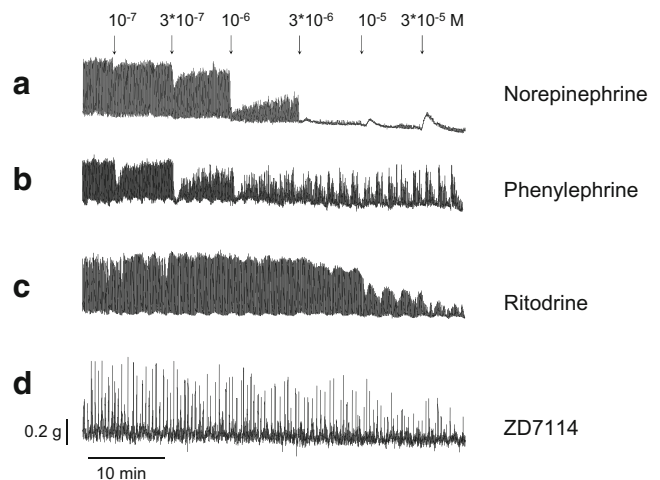 10⁻⁷ 3*10⁻⁷ 10⁻⁶ 3*10⁻⁶ 10⁻⁵ 3*10⁻⁵ M
a Norepinephrine
b Phenylephrine
c Ritodrine
d ZD7114
0.2 g
10 min